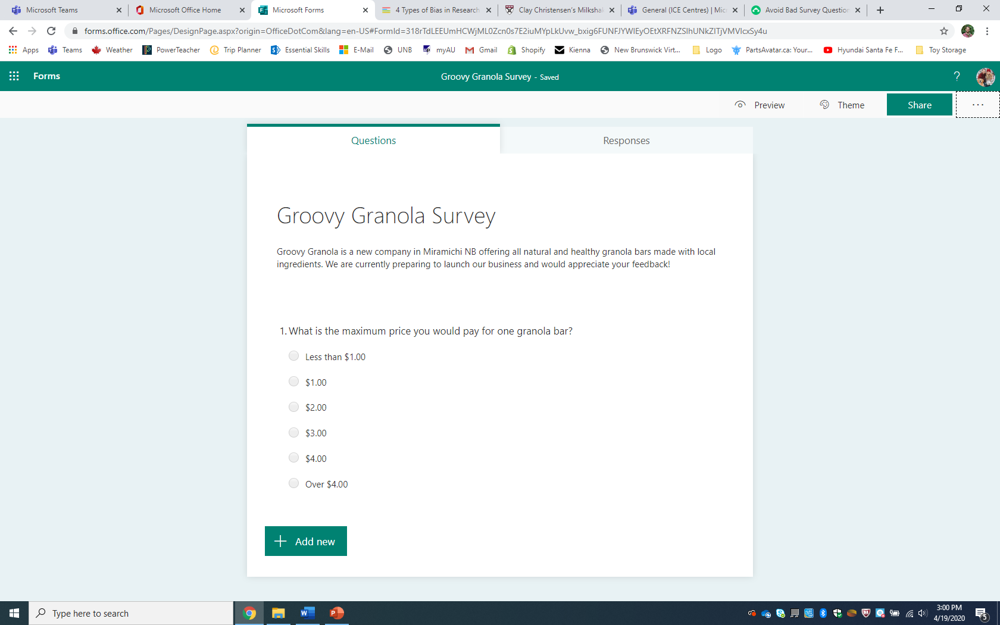 Microsoft Teams
Microsoft Office Home
Microsoft Forms
4 Types of Bias in Research
Clay Christensen's Milksha
General (ICE Centres) | Mic
Avoid Bad Survey Question
forms.office.com/Pages/DesignPage.aspx?origin=OfficeDotCom&lang=en-US#FormId=318rTdLEEUmHCWjML0Zcn0s7E2iuMYpLkUvw_bxig6FUNFJYWlEyOEtXRFNZSlhUNkZITjVMVlcxSy4u
Apps
Teams
Weather
PowerTeacher
Trip Planner
Essential Skills
E-Mail
UNB
myAU
Gmail
Shopify
Kienna
New Brunswick Virt...
Logo
PartsAvatar.ca: Your...
Hyundai Santa Fe F...
Toy Storage
Forms
Groovy Granola Survey - Saved
?
Preview
Theme
Share
...
Questions
Responses
Groovy Granola Survey
Groovy Granola is a new company in Miramichi NB offering all natural and healthy granola bars made with local
ingredients. We are currently preparing to launch our business and would appreciate your feedback!
1. What is the maximum price you would pay for one granola bar?
Less than $1.00
$1.00
$2.00
$3.00
$4.00
Over $4.00
+ Add new
Type here to search
3:00 PM
4/19/2020
5